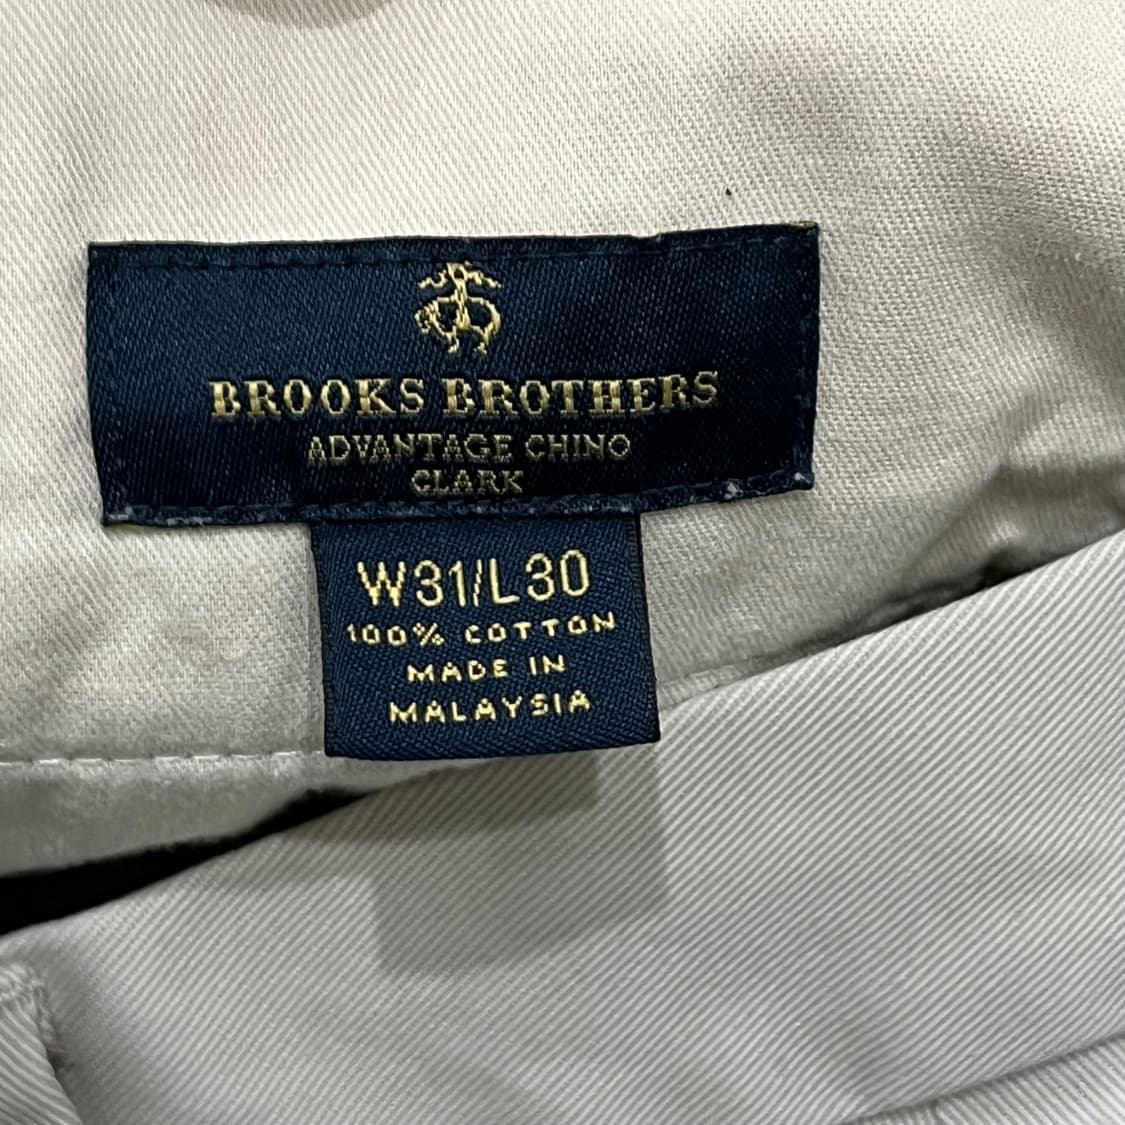 BROOKS BROTHERS
ADVANTAGE CHINO
CLARK
W31/L30
100% COTTON
MADE IN
MALAYSIA